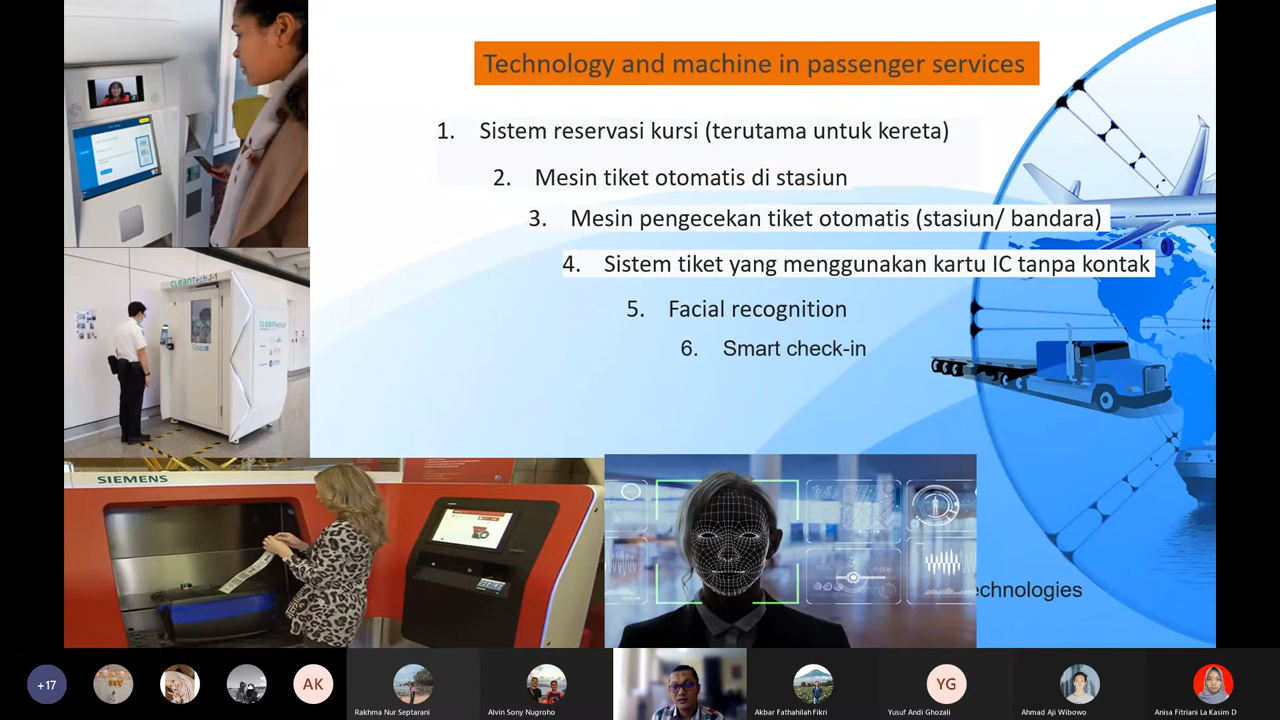 Technology and machine in passenger services
1. Sistem reservasi kursi (terutama untuk kereta)
2. Mesin tiket otomatis di stasiun
3. Mesin pengecekan tiket otomatis (stasiun/ bandara)
4. Sistem tiket yang menggunakan kartu IC tanpa kontak
5. Facial recognition
6. Smart check-in
CLeanTech
SIEMENS
echnologies
+17
AK
YG
Rakhma Nur Septarani
Alvin Sony Nugroho
Akbar Fathahilah Fikri
Yusuf Andi Ghozali
Ahmad Aji Wibowo
Anisa Fitriani La Kasim D